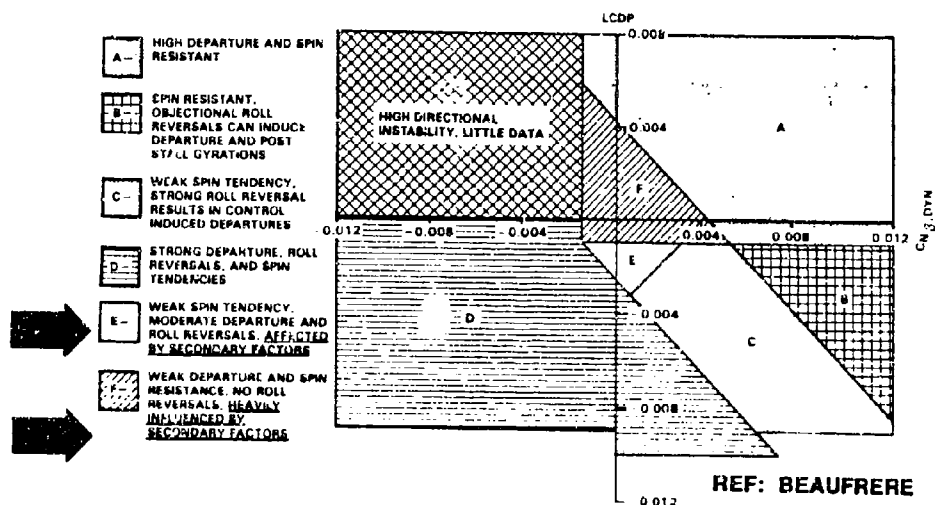 LCDP
0.008
A – HIGH DEPARTURE AND SPIN
RESISTANT
B – SPIN RESISTANT,
OBJECTIONAL ROLL
REVERSALS CAN INDUCE
DEPARTURE AND POST
STALL GYRATIONS
C – WEAK SPIN TENDENCY,
STRONG ROLL REVERSAL
RESULTS IN CONTROL
INDUCED DEPARTURES
D STRONG DEPARTURE, ROLL
REVERSALS, AND SPIN
TENDENCIES
E – WEAK SPIN TENDENCY,
MODERATE DEPARTURE AND
ROLL REVERSALS, AFFECTED
BY SECONDARY FACTORS
F – WEAK DEPARTURE AND SPIN
RESISTANCE, NO ROLL
REVERSALS, HEAVILY
INFLUENCED BY
SECONDARY FACTORS
HIGH DIRECTIONAL
INSTABILITY, LITTLE DATA
0.004
A
F
0.012 0.008 0.004 0.004 0.008 0.012
CNβ, DYN
E
D
0.004
B
C
0.008
0.012
REF: BEAUFRERE